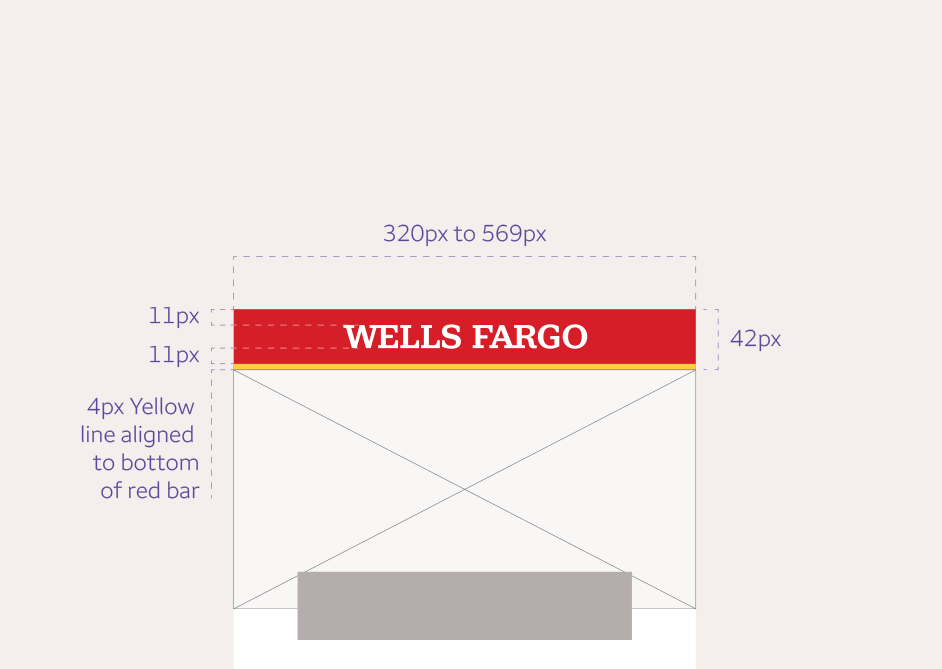 320px to 569px
11px
WELLS FARGO
42px
11px
4px Yellow
line aligned
to bottom
of red bar